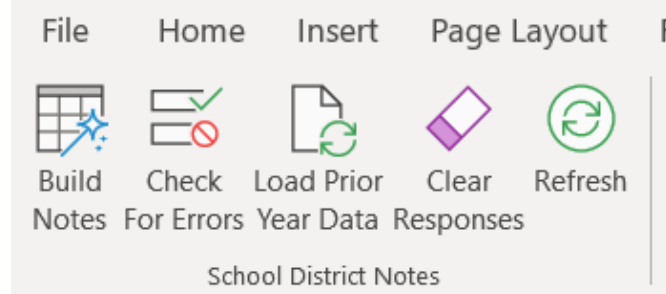 File Home Insert Page Layout
Build Check Load Prior Clear Refresh
Notes For Errors Year Data Responses
School District Notes